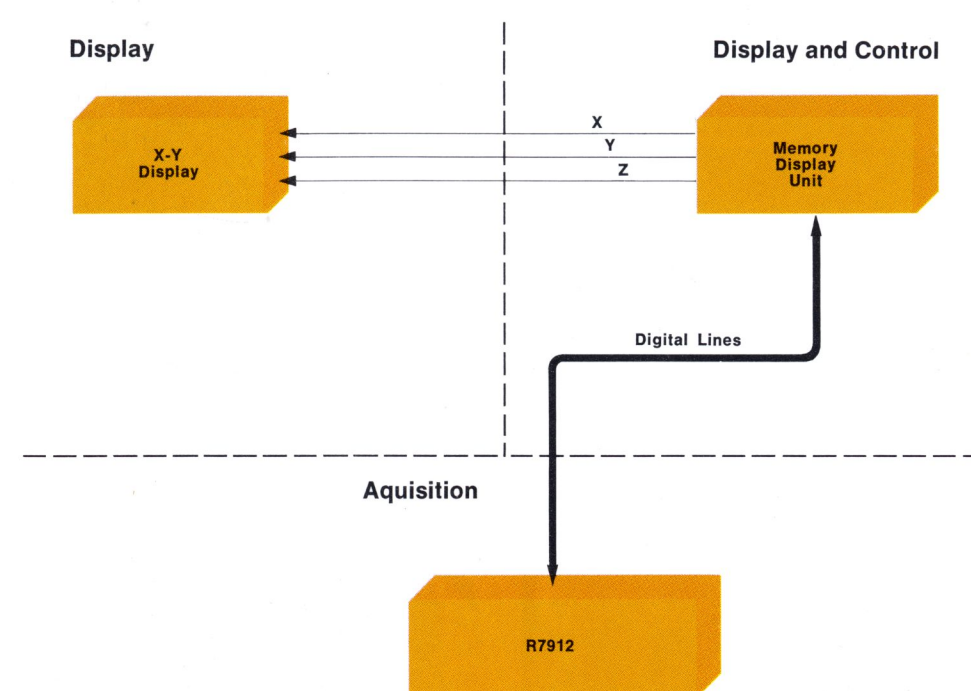 Display
Display and Control
X-Y
Display
X
Y
Z
Memory
Display
Unit
Digital Lines
Aquisition
R7912